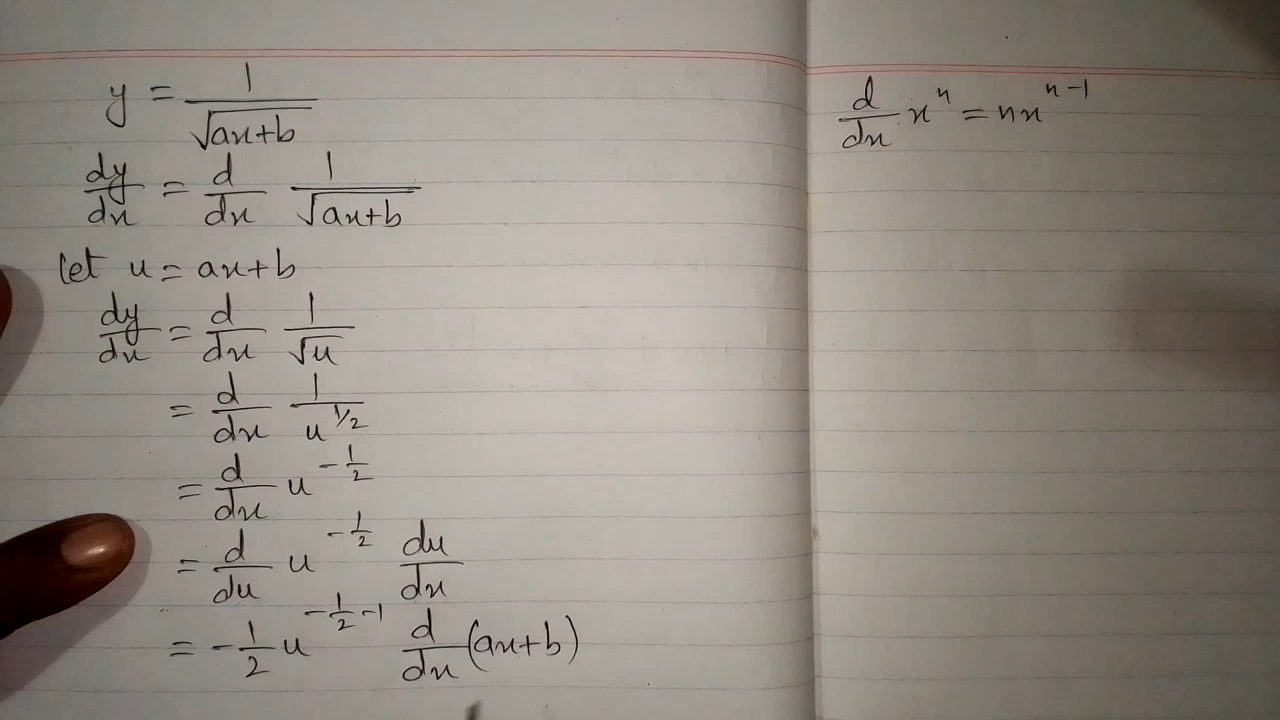 y = 1/√(ax+b)
dy/dx = d/dx 1/√(ax+b)
let u = ax+b
dy/dx = d/dx 1/√u
= d/dx 1/u^(1/2)
= d/dx u^(-1/2)
= d/du u^(-1/2) du/dx
= -1/2 u^(-1/2-1) d/dx (ax+b)
d/dx x^n = nx^(n-1)